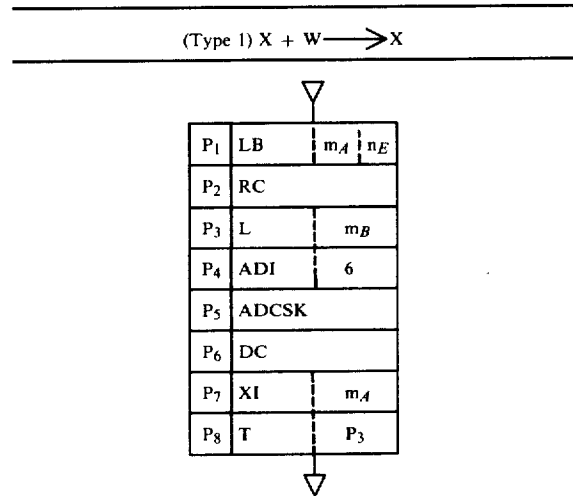 (Type 1) X + W ⟶ X
P₁ LB m_A n_E
P₂ RC
P₃ L m_B
P₄ ADI 6
P₅ ADCSK
P₆ DC
P₇ XI m_A
P₈ T P₃